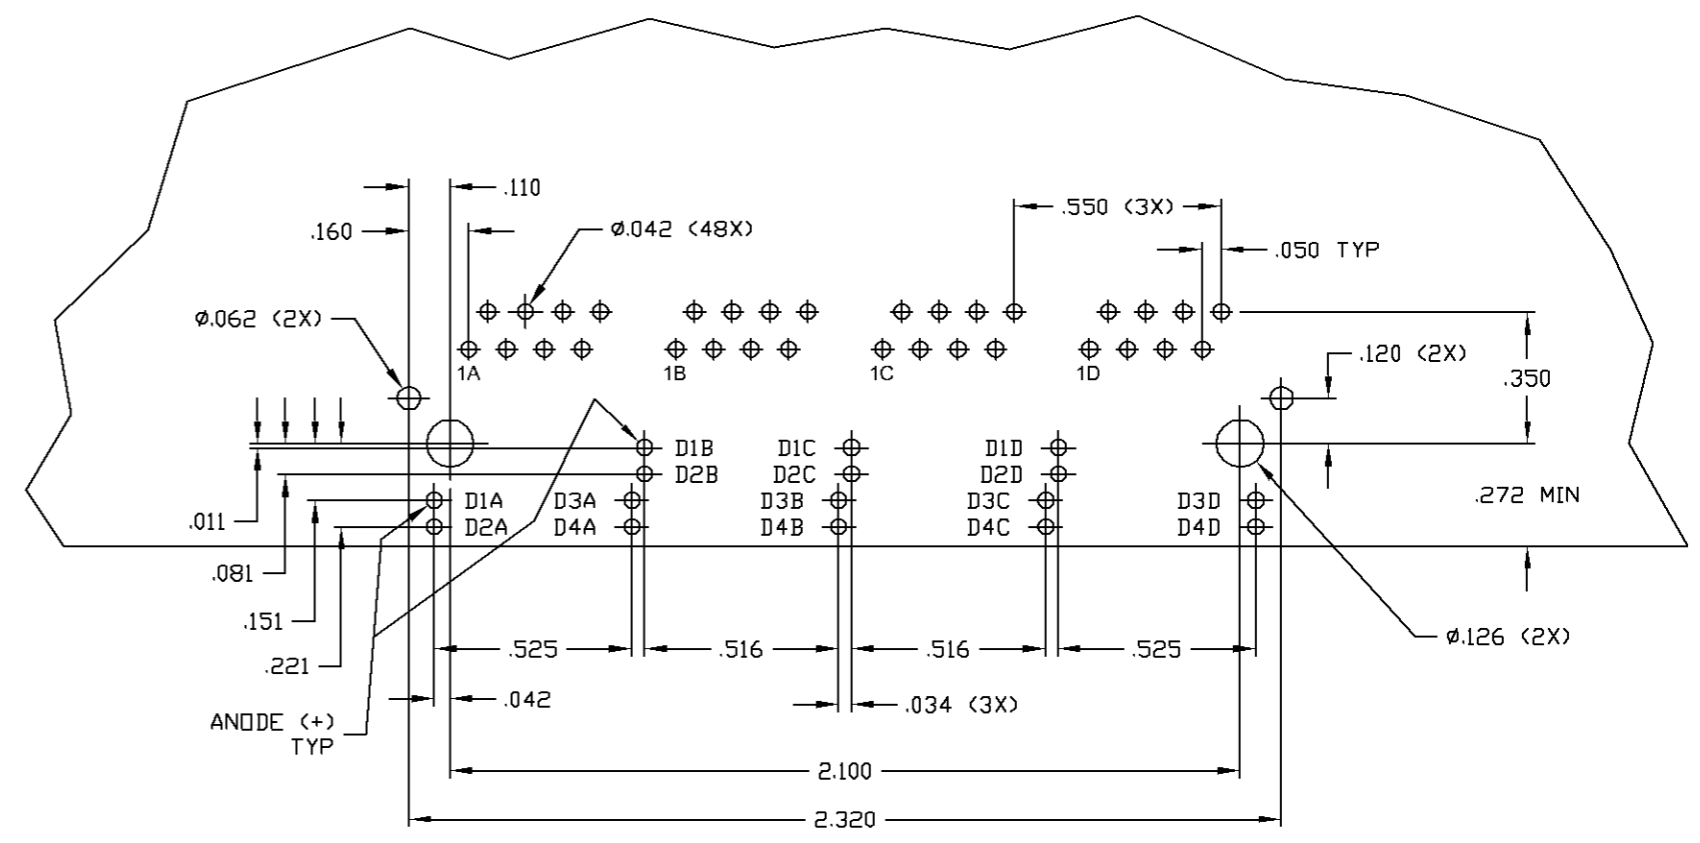 .110
.160
Ø.042 (48X)
.550 (3X)
.050 TYP
Ø.062 (2X)
1A
1B
1C
1D
.120 (2X)
.350
D1B
D1C
D1D
D2B
D2C
D2D
D1A
D3A
D3B
D3C
D3D
.272 MIN
.011
D2A
D4A
D4B
D4C
D4D
.081
.151
Ø.126 (2X)
.221
.525
.516
.516
.525
.042
.034 (3X)
ANODE (+)
TYP
2.100
2.320